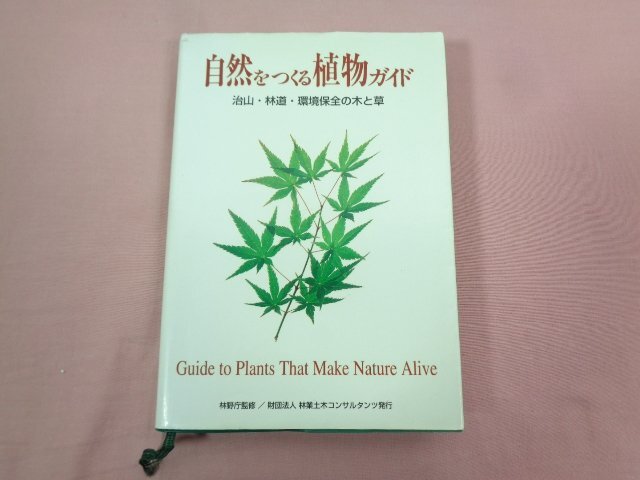 自然をつくる植物ガイド
治山・林道・環境保全の木と草
Guide to Plants That Make Nature Alive
林野庁監修／財団法人 林業土木コンサルタンツ発行